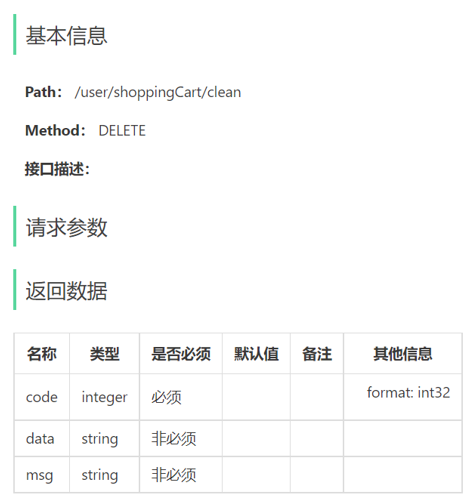 基本信息
Path: /user/shoppingCart/clean
Method: DELETE
接口描述:
请求参数
返回数据
名称 类型 是否必须 默认值 备注 其他信息
code integer 必须 format: int32
data string 非必须
msg string 非必须